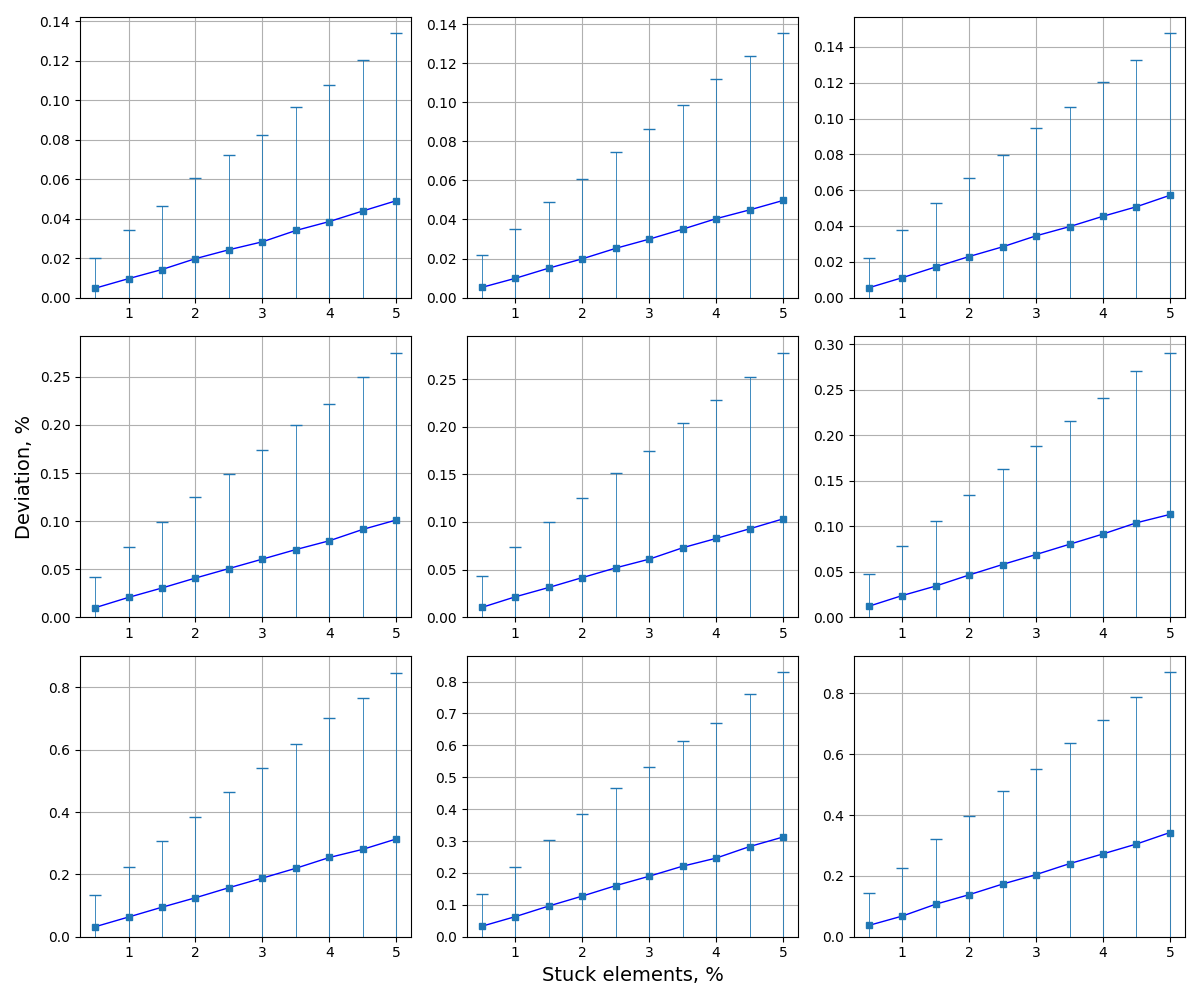 0.14 0.14
0.12 0.12 0.14
0.10 0.10 0.12
0.08 0.08 0.10
0.06 0.06 0.08
0.04 0.04 0.06
0.02 0.02 0.04
0.00 0.00 0.02
0.00
1 2 3 4 5 1 2 3 4 5 1 2 3 4 5
Deviation, %
0.25 0.25 0.30
0.20 0.20 0.25
0.15 0.15 0.20
0.10 0.10 0.15
0.05 0.05 0.10
0.00 0.00 0.05
0.00
1 2 3 4 5 1 2 3 4 5 1 2 3 4 5
0.8 0.8 0.8
0.6 0.7 0.6
0.4 0.6 0.4
0.2 0.5 0.2
0.0 0.4 0.0
0.3
0.2
0.1
0.0
1 2 3 4 5 1 2 3 4 5 1 2 3 4 5
Stuck elements, %